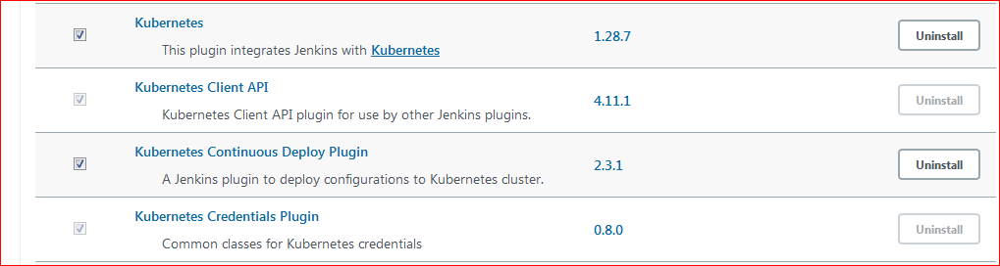 Kubernetes
This plugin integrates Jenkins with Kubernetes
1.28.7
Uninstall
Kubernetes Client API
Kubernetes Client API plugin for use by other Jenkins plugins.
4.11.1
Uninstall
Kubernetes Continuous Deploy Plugin
A Jenkins plugin to deploy configurations to Kubernetes cluster.
2.3.1
Uninstall
Kubernetes Credentials Plugin
Common classes for Kubernetes credentials
0.8.0
Uninstall